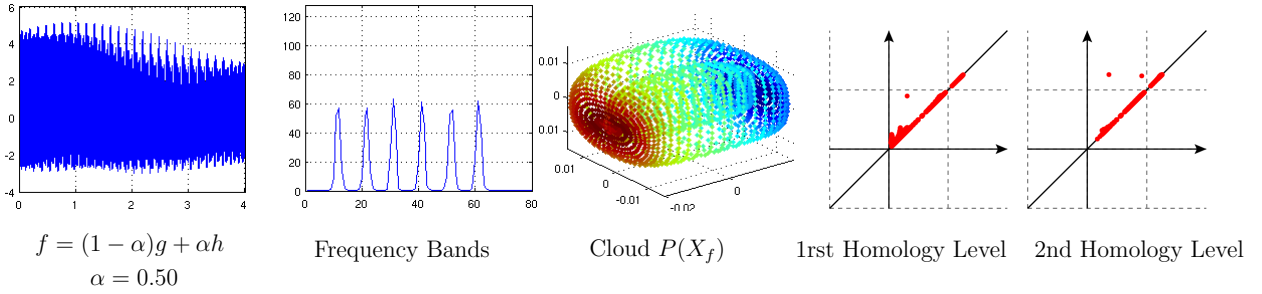 6
4
2
0
-2
-4
0 1 2 3 4
f = (1 − α)g + αh
α = 0.50
120
100
80
60
40
20
0
0 20 40 60 80
Frequency Bands
0.01
0
0.01
0.01
0
-0.01
-0.02
0
Cloud P(X_f)
1rst Homology Level
2nd Homology Level